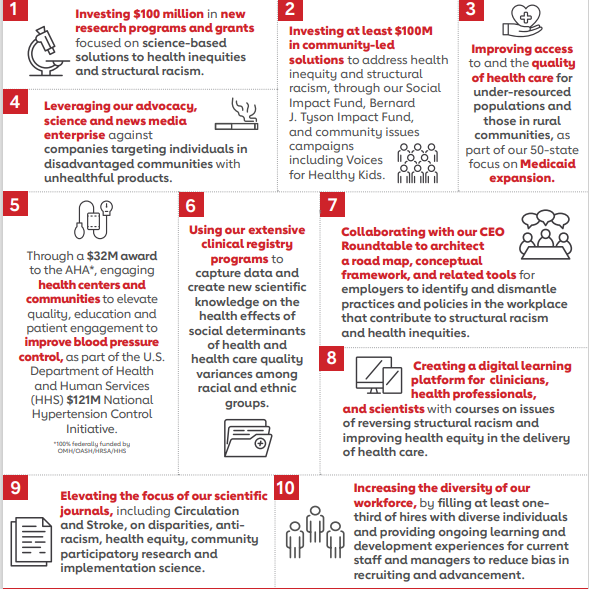 1
Investing $100 million in new
research programs and grants
focused on science-based
solutions to health inequities
and structural racism.
2
Investing at least $100M
in community-led
solutions to address health
inequity and structural
racism, through our Social
Impact Fund, Bernard
J. Tyson Impact Fund,
and community issues
campaigns
including Voices
for Healthy Kids.
3
Improving access
to and the quality
of health care for
under-resourced
populations and
those in rural
communities, as
part of our 50-state
focus on Medicaid
expansion.
4
Leveraging our advocacy,
science and news media
enterprise against
companies targeting individuals in
disadvantaged communities with
unhealthful products.
5
Through a $32M award
to the AHA*, engaging
health centers and
communities to elevate
quality, education and
patient engagement to
improve blood pressure
control, as part of the U.S.
Department of Health
and Human Services
(HHS) $121M National
Hypertension Control
Initiative.
*100% federally funded by
OMH/OASH/HRSA/HHS
6
Using our extensive
clinical registry
programs to
capture data and
create new scientific
knowledge on the
health effects of
social determinants
of health and
health care quality
variances among
racial and ethnic
groups.
7
Collaborating with our CEO
Roundtable to architect
a road map, conceptual
framework, and related tools for
employers to identify and dismantle
practices and policies in the workplace
that contribute to structural racism
and health inequities.
8
Creating a digital learning
platform for clinicians,
health professionals,
and scientists with courses on issues
of reversing structural racism and
improving health equity in the delivery
of health care.
9
Elevating the focus of our scientific
journals, including Circulation
and Stroke, on disparities, anti-
racism, health equity, community
participatory research and
implementation science.
10
Increasing the diversity of our
workforce, by filling at least one-
third of hires with diverse individuals
and providing ongoing learning and
development experiences for current
staff and managers to reduce bias in
recruiting and advancement.